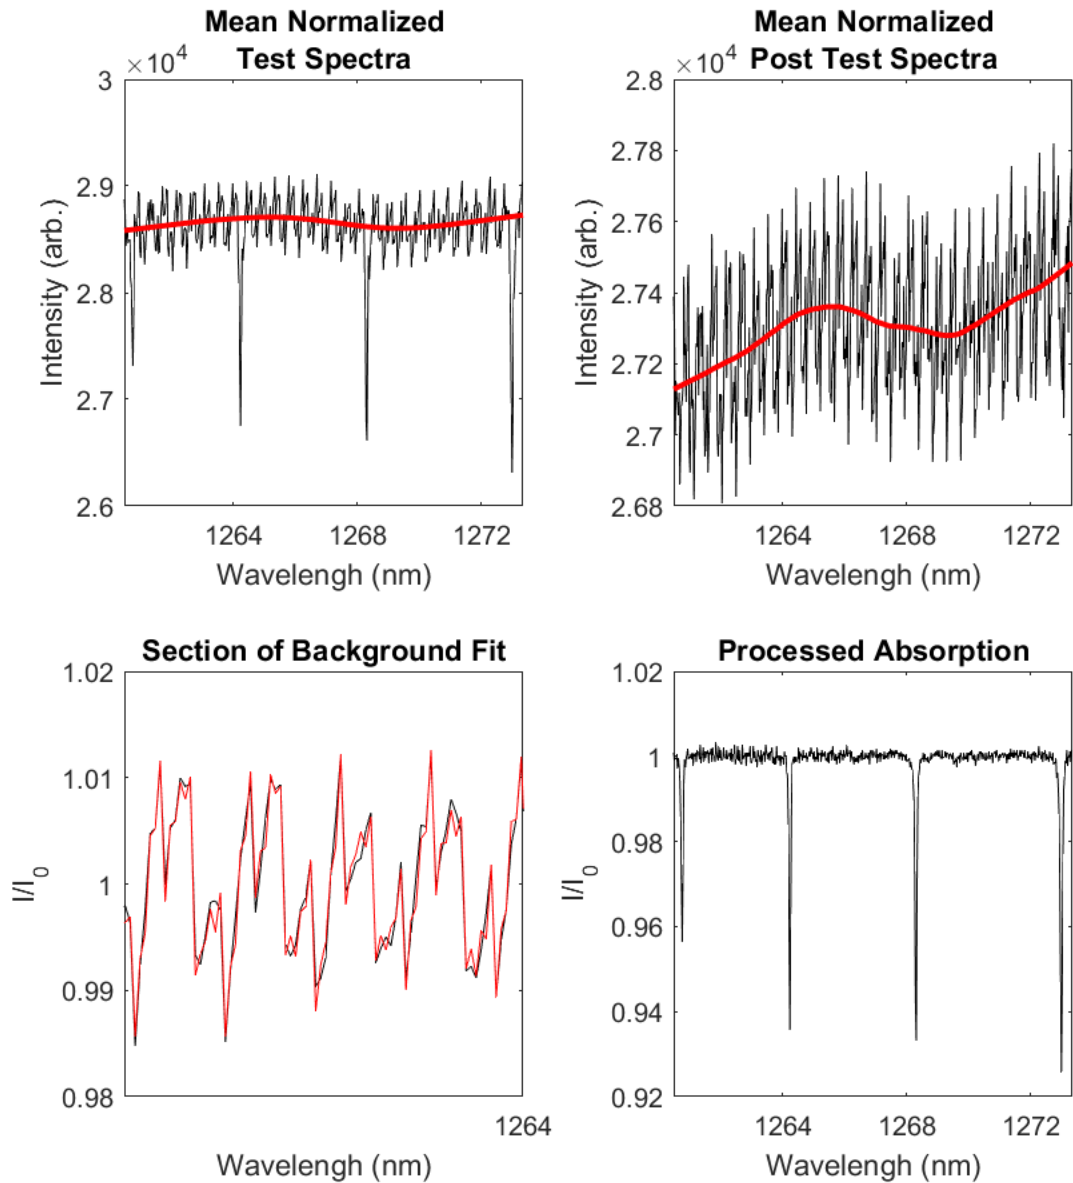 Mean Normalized
Test Spectra
×10⁴
3
2.9
2.8
2.7
2.6
Intensity (arb.)
1264
1268
1272
Wavelengh (nm)
Mean Normalized
Post Test Spectra
×10⁴
2.8
2.78
2.76
2.74
2.72
2.7
2.68
Intensity (arb.)
1264
1268
1272
Wavelengh (nm)
Section of Background Fit
1.02
1.01
1
0.99
0.98
I/I₀
1264
Wavelengh (nm)
Processed Absorption
1.02
1
0.98
0.96
0.94
0.92
I/I₀
1264
1268
1272
Wavelengh (nm)